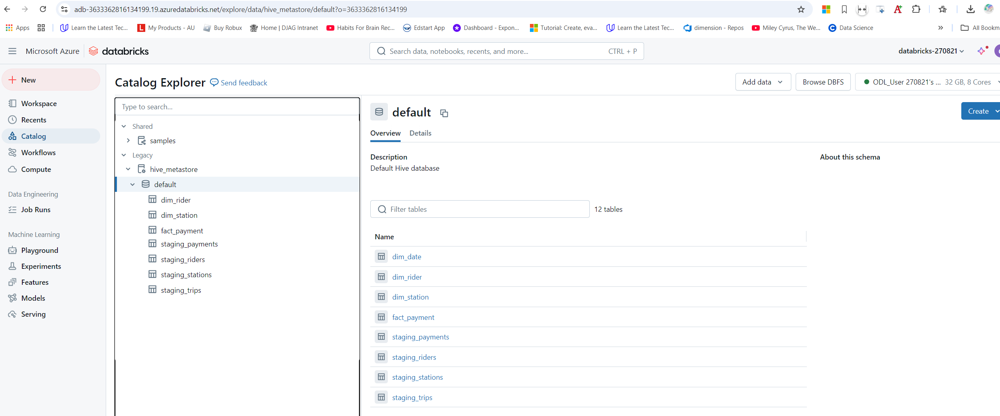 adb-3633362816134199.19.azuredatabricks.net/explore/data/hive_metastore/default?o=3633362816134199
Apps
Learn the Latest Tec...
My Products - AU
Buy Robux
Home | DJAG Intranet
Habits For Brain Rec...
Edstart App
Dashboard - Expon...
Tutorial: Create, eva...
Learn the Latest Tec...
dimension - Repos
Miley Cyrus, The We...
Data Science
All Bookm
Microsoft Azure
databricks
Search data, notebooks, recents, and more...
CTRL + P
databricks-270821
New
Workspace
Recents
Catalog
Workflows
Compute
Data Engineering
Job Runs
Machine Learning
Playground
Experiments
Features
Models
Serving
Catalog Explorer
Send feedback
Add data
Browse DBFS
ODL_User 270821's ... 32 GB, 8 Cores
Type to search...
Shared
samples
Legacy
hive_metastore
default
dim_rider
dim_station
fact_payment
staging_payments
staging_riders
staging_stations
staging_trips
default
Create
Overview
Details
Description
Default Hive database
About this schema
Filter tables
12 tables
Name
dim_date
dim_rider
dim_station
fact_payment
staging_payments
staging_riders
staging_stations
staging_trips